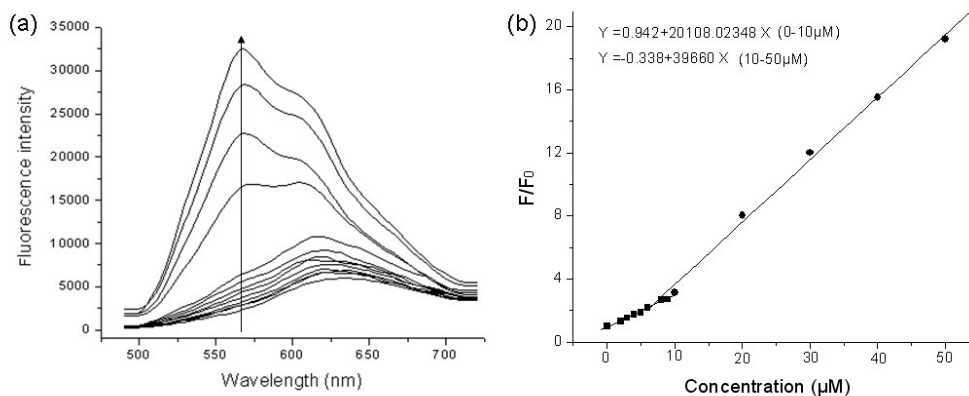 (a)
35000
30000
25000
20000
15000
10000
5000
0
Fluorescence intensity
500 550 600 650 700
Wavelength (nm)
(b)
Y =0.942+20108.02348 X (0-10µM)
Y =-0.338+39660 X (10-50µM)
20
16
12
8
4
0
F/F0
0 10 20 30 40 50
Concentration (µM)